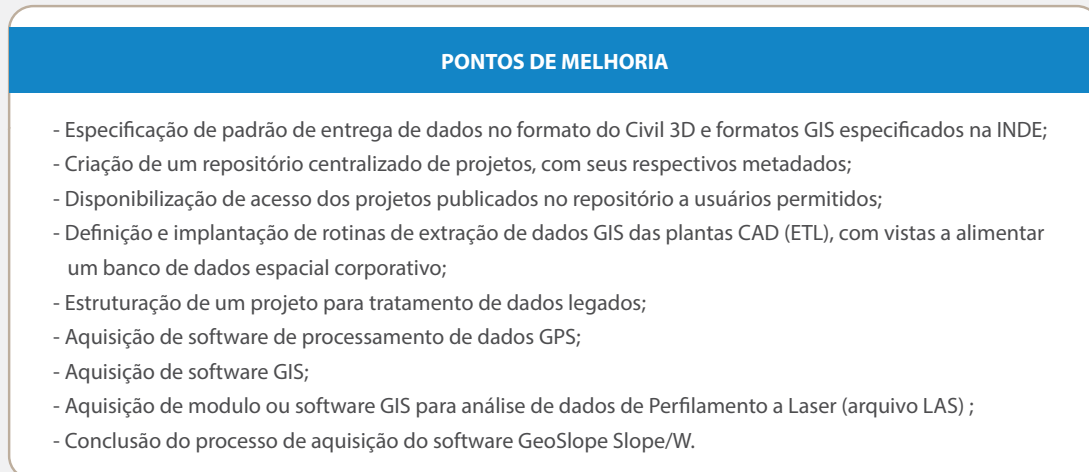 PONTOS DE MELHORIA
- Especificação de padrão de entrega de dados no formato do Civil 3D e formatos GIS especificados na INDE;
- Criação de um repositório centralizado de projetos, com seus respectivos metadados;
- Disponibilização de acesso dos projetos publicados no repositório a usuários permitidos;
- Definição e implantação de rotinas de extração de dados GIS das plantas CAD (ETL), com vistas a alimentar
um banco de dados espacial corporativo;
- Estruturação de um projeto para tratamento de dados legados;
- Aquisição de software de processamento de dados GPS;
- Aquisição de software GIS;
- Aquisição de modulo ou software GIS para análise de dados de Perfilamento a Laser (arquivo LAS) ;
- Conclusão do processo de aquisição do software GeoSlope Slope/W.